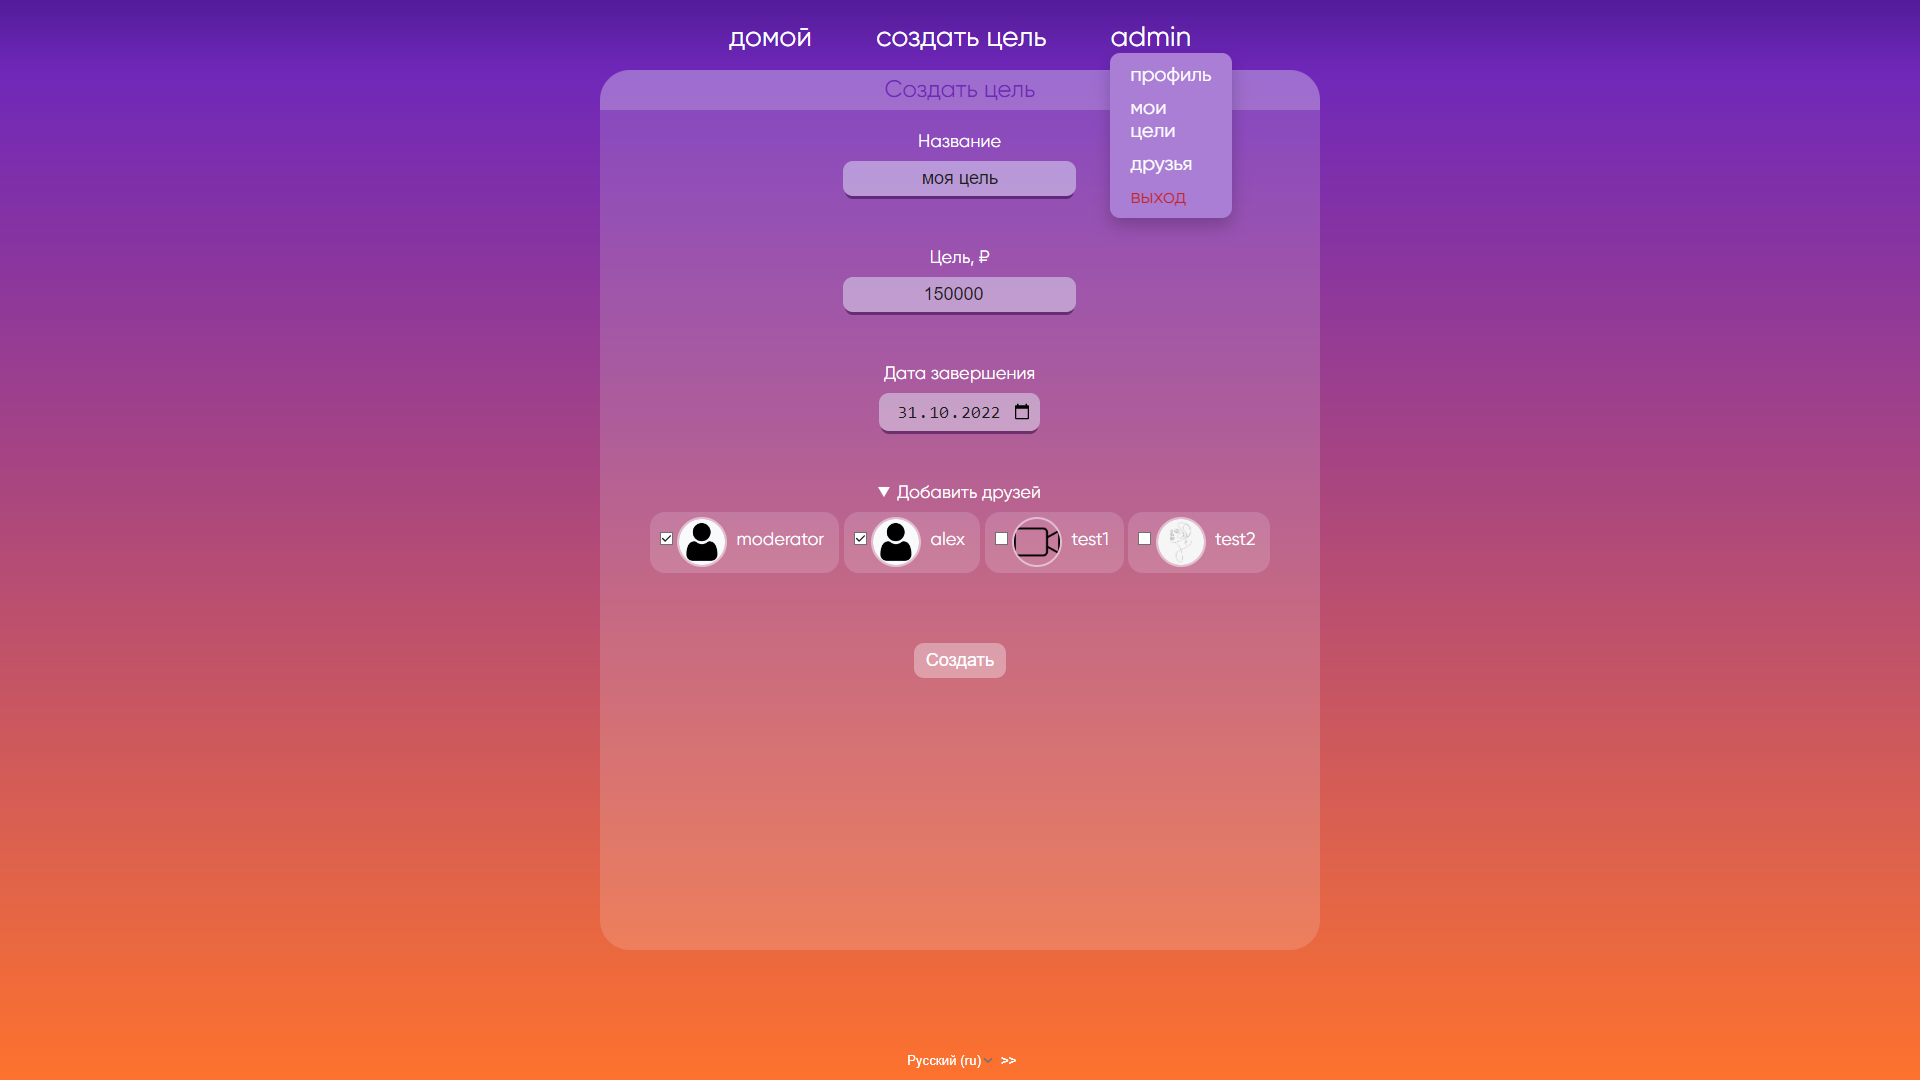 домой создать цель admin
профиль
мои
цели
друзья
выход
Создать цель
Название
моя цель
Цель, ₽
150000
Дата завершения
31.10.2022
▼ Добавить друзей
moderator alex test1 test2
Создать
Русский (ru) >>